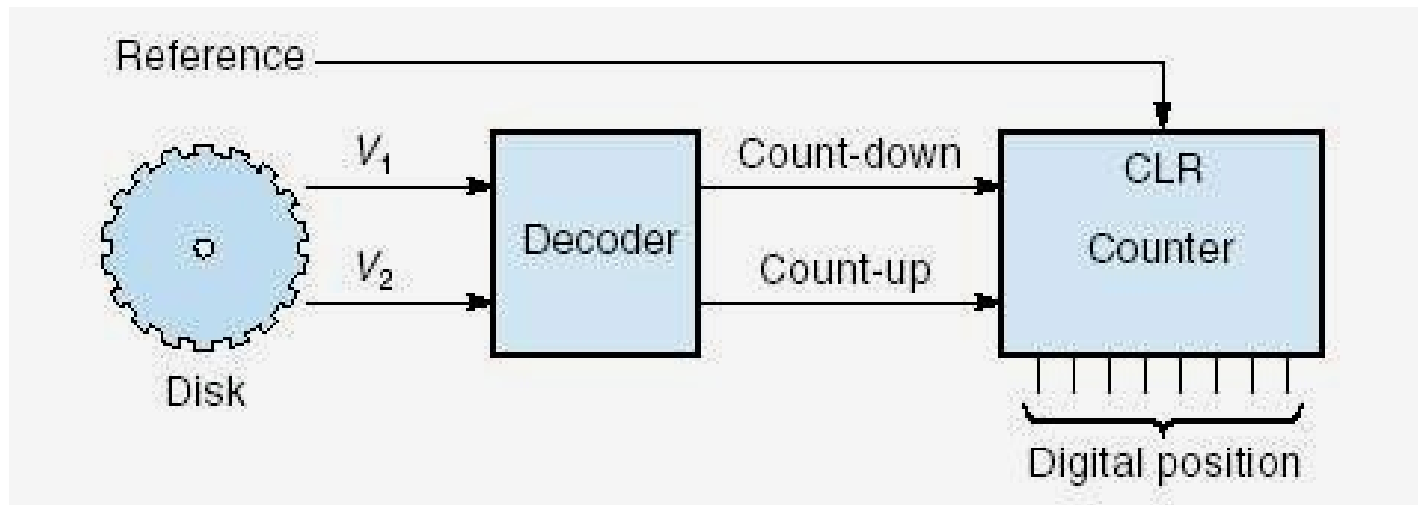 Reference
V1
V2
Decoder
Count-down
Count-up
CLR
Counter
Disk
Digital position